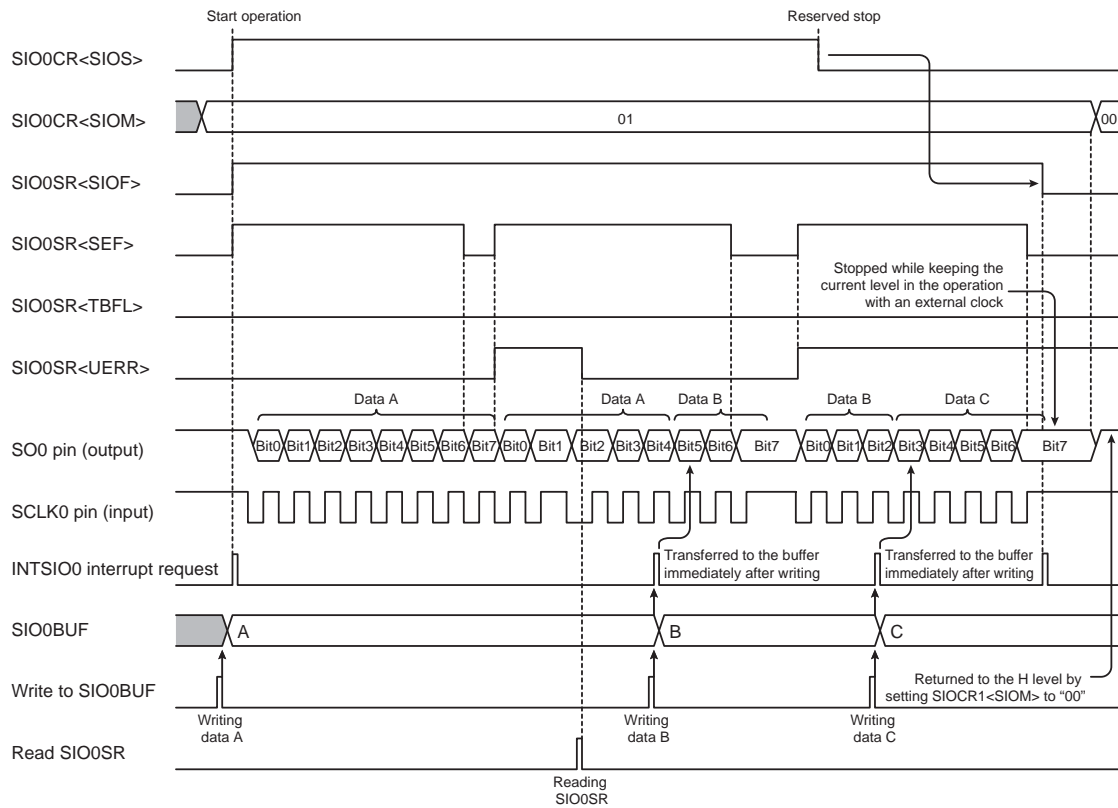 Start operation
Reserved stop
SIO0CR<SIOS>
SIO0CR<SIOM>
01
00
SIO0SR<SIOF>
SIO0SR<SEF>
Stopped while keeping the
current level in the operation
with an external clock
SIO0SR<TBFL>
SIO0SR<UERR>
Data A
Data A
Data B
Data B
Data C
SO0 pin (output)
Bit0 Bit1 Bit2 Bit3 Bit4 Bit5 Bit6 Bit7 Bit0 Bit1 Bit2 Bit3 Bit4 Bit5 Bit6 Bit7 Bit0 Bit1 Bit2 Bit3 Bit4 Bit5 Bit6 Bit7
SCLK0 pin (input)
INTSIO0 interrupt request
Transferred to the buffer
immediately after writing
Transferred to the buffer
immediately after writing
SIO0BUF
A
B
C
Write to SIO0BUF
Writing
data A
Writing
data B
Writing
data C
Returned to the H level by
setting SIOCR1<SIOM> to “00”
Read SIO0SR
Reading
SIO0SR